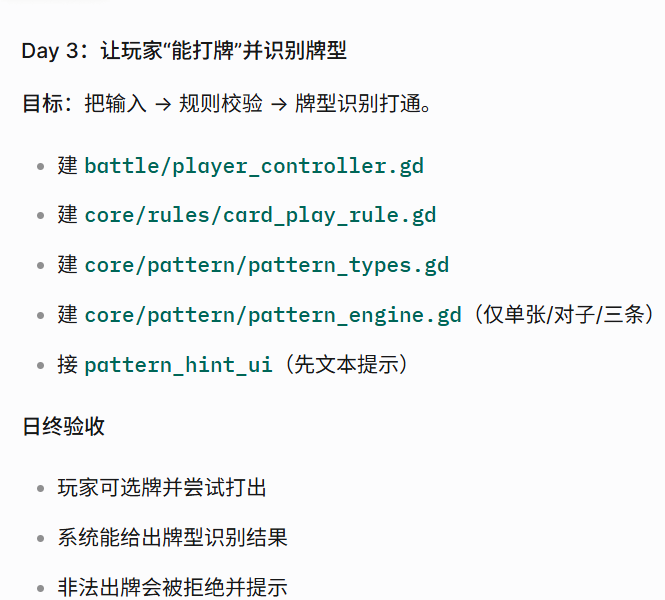 Day 3：让玩家“能打牌”并识别牌型
目标：把输入 → 规则校验 → 牌型识别打通。
建 battle/player_controller.gd
建 core/rules/card_play_rule.gd
建 core/pattern/pattern_types.gd
建 core/pattern/pattern_engine.gd（仅单张/对子/三条）
接 pattern_hint_ui（先文本提示）
日终验收
玩家可选牌并尝试打出
系统能给出牌型识别结果
非法出牌会被拒绝并提示